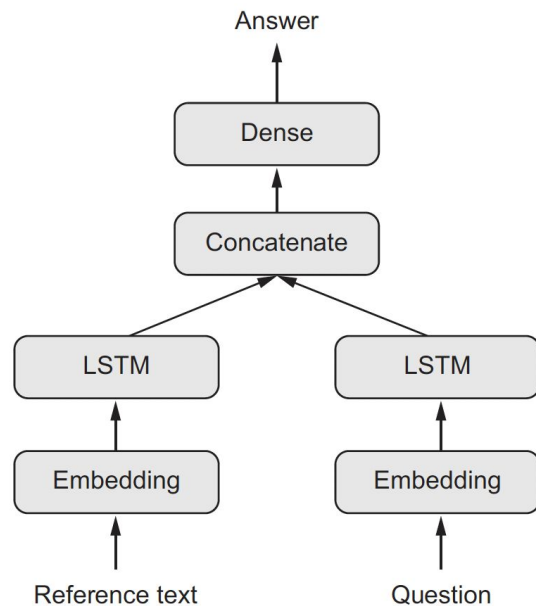 Answer
Dense
Concatenate
LSTM LSTM
Embedding Embedding
Reference text Question